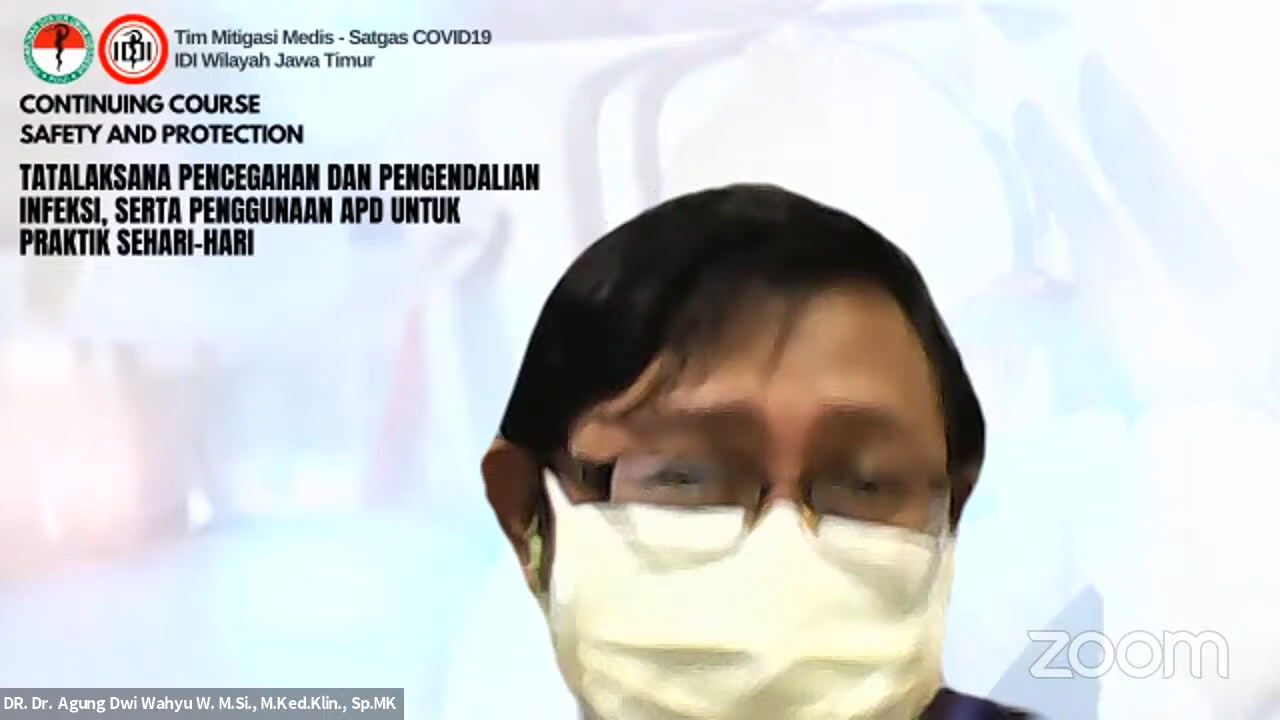 IDI
Tim Mitigasi Medis - Satgas COVID19
IDI Wilayah Jawa Timur
CONTINUING COURSE
SAFETY AND PROTECTION
TATALAKSANA PENCEGAHAN DAN PENGENDALIAN
INFEKSI, SERTA PENGGUNAAN APD UNTUK
PRAKTIK SEHARI-HARI
zoom
DR. Dr. Agung Dwi Wahyu W. M.Si., M.Ked.Klin., Sp.MK